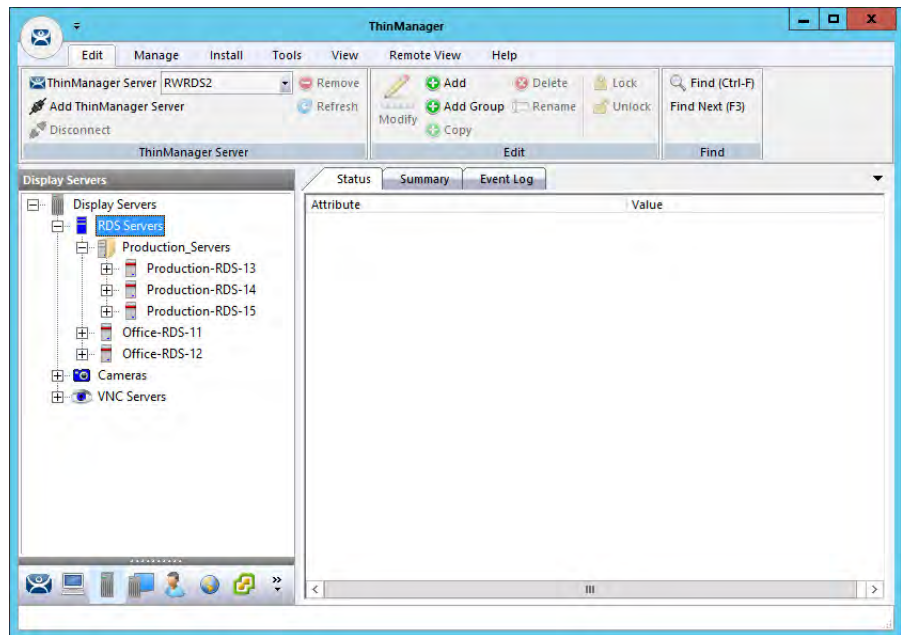 ThinManager
Edit Manage Install Tools View Remote View Help
ThinManager Server RWRDS2
Add ThinManager Server
Disconnect
Remove
Refresh
ThinManager Server
Modify
Add
Add Group
Copy
Delete
Rename
Lock
Unlock
Edit
Find (Ctrl-F)
Find Next (F3)
Find
Display Servers
Display Servers
RDS Servers
Production_Servers
Production-RDS-13
Production-RDS-14
Production-RDS-15
Office-RDS-11
Office-RDS-12
Cameras
VNC Servers
Status Summary Event Log
Attribute Value